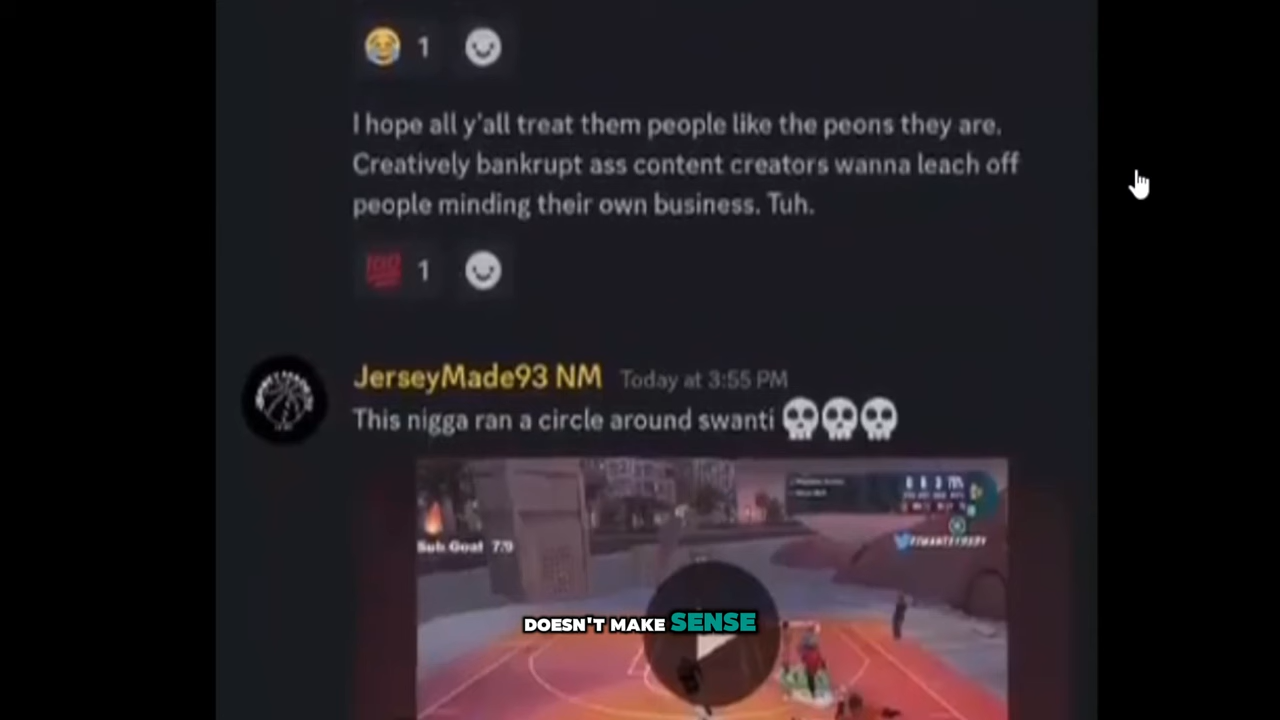 1
I hope all y'all treat them people like the peons they are.
Creatively bankrupt ass content creators wanna leach off
people minding their own business. Tuh.
100 1
JerseyMade93 NM Today at 3:55 PM
This nigga ran a circle around swanti
Sub Goat 7/9
DOESN'T MAKE SENSE